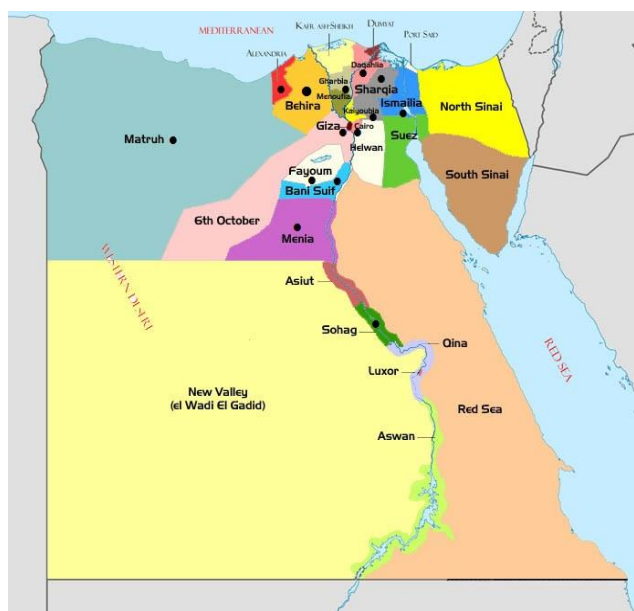 MEDITERRANEAN
KAFR ASH-SHEIKH
DUMYAT
PORT SAID
ALEXANDRIA
Daqahlia
Gharbia
Sharqia
Menoufia
Behira
Ismailia
North Sinai
Kalyoubia
Giza
Cairo
Suez
Matruh
Helwan
Fayoum
South Sinai
Bani Suif
6th October
Menia
WESTERN DESERT
Asiut
Sohag
Qina
RED SEA
Luxor
New Valley
(el Wadi El Gadid)
Red Sea
Aswan